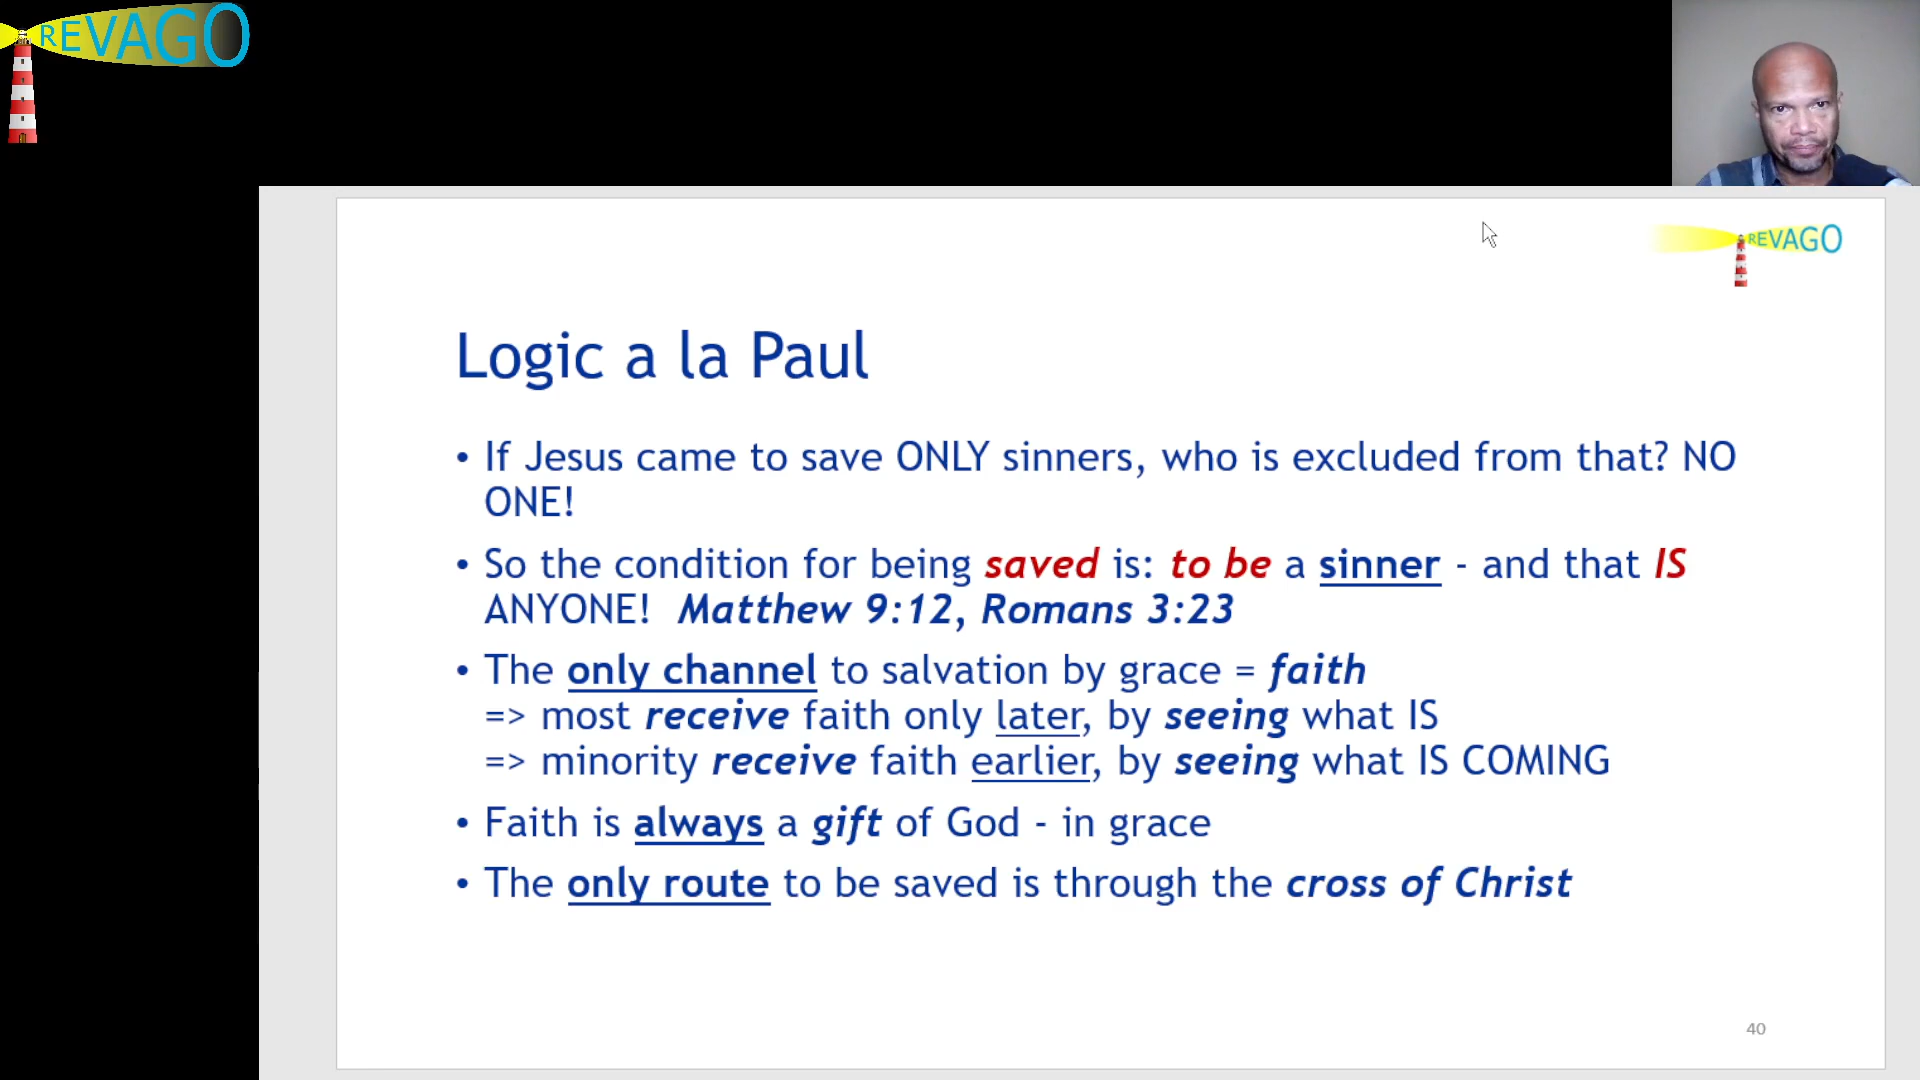 REVAGO
REVAGO
Logic a la Paul
• If Jesus came to save ONLY sinners, who is excluded from that? NO
ONE!
• So the condition for being saved is: to be a sinner - and that IS
ANYONE! Matthew 9:12, Romans 3:23
• The only channel to salvation by grace = faith
=> most receive faith only later, by seeing what IS
=> minority receive faith earlier, by seeing what IS COMING
• Faith is always a gift of God - in grace
• The only route to be saved is through the cross of Christ
40